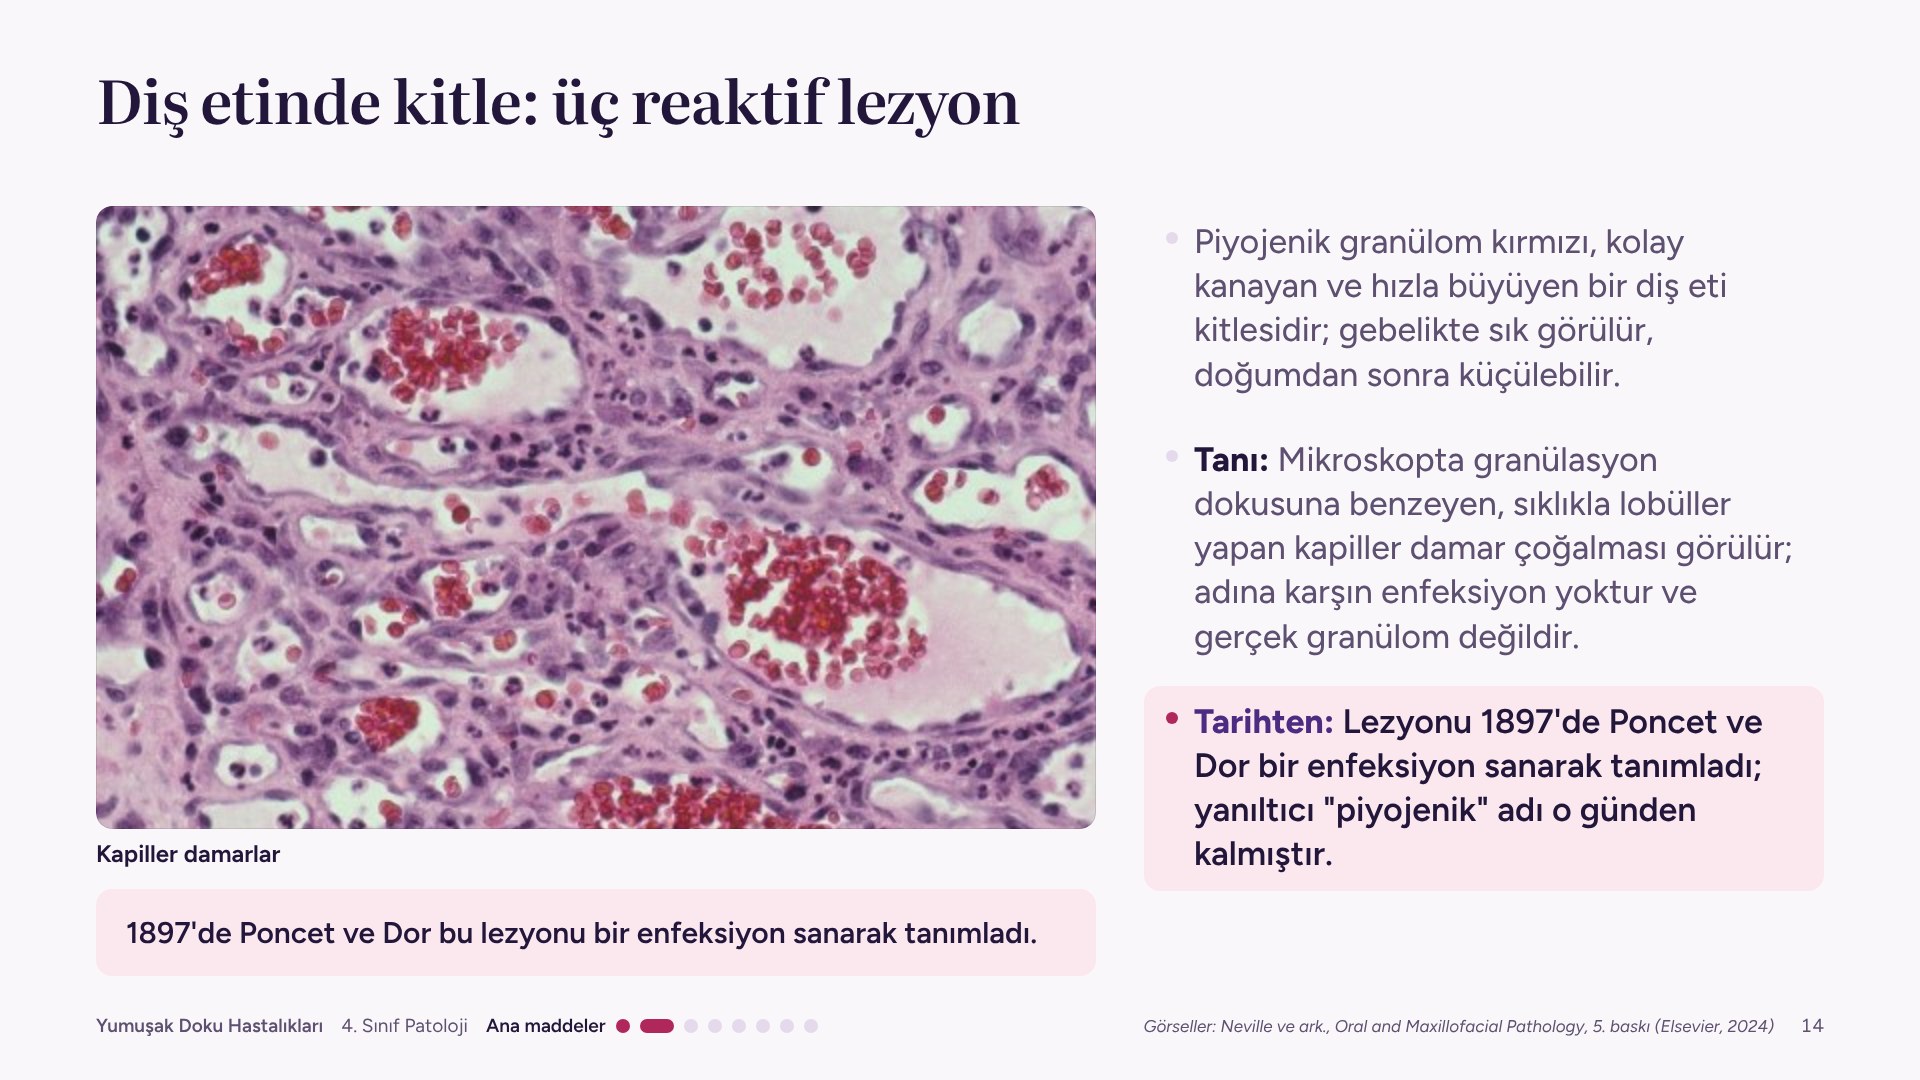 Diş etinde kitle: üç reaktif lezyon
Piyojenik granülom kırmızı, kolay
kanayan ve hızla büyüyen bir diş eti
kitlesidir; gebelikte sık görülür,
doğumdan sonra küçülebilir.
Tanı: Mikroskopta granülasyon
dokusuna benzeyen, sıklıkla lobüller
yapan kapiller damar çoğalması görülür;
adına karşın enfeksiyon yoktur ve
gerçek granülom değildir.
Tarihten: Lezyonu 1897'de Poncet ve
Dor bir enfeksiyon sanarak tanımladı;
yanıltıcı "piyojenik" adı o günden
kalmıştır.
Kapiller damarlar
1897'de Poncet ve Dor bu lezyonu bir enfeksiyon sanarak tanımladı.
Yumuşak Doku Hastalıkları 4. Sınıf Patoloji Ana maddeler
Görseller: Neville ve ark., Oral and Maxillofacial Pathology, 5. baskı (Elsevier, 2024) 14